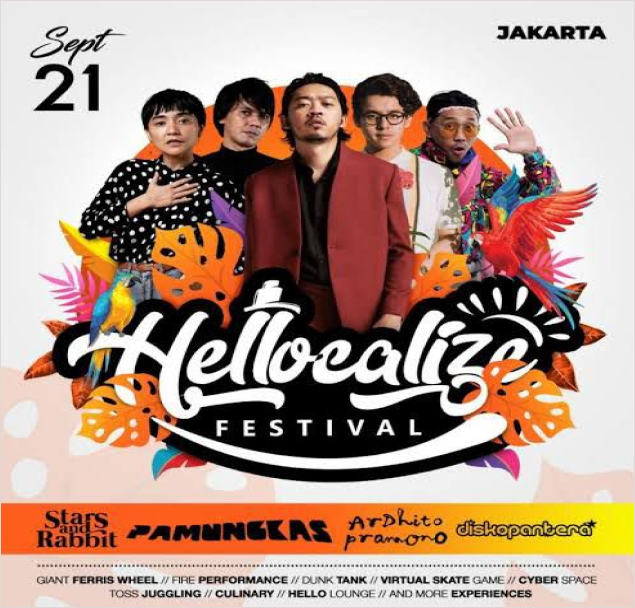 Sept
21
JAKARTA
Hellocalize
FESTIVAL
Stars and Rabbit
PAMUNGKAS
ArDhito pramono
diskopantera
GIANT FERRIS WHEEL // FIRE PERFORMANCE // DUNK TANK // VIRTUAL SKATE GAME // CYBER SPACE
TOSS JUGGLING // CULINARY // HELLO LOUNGE // AND MORE EXPERIENCES